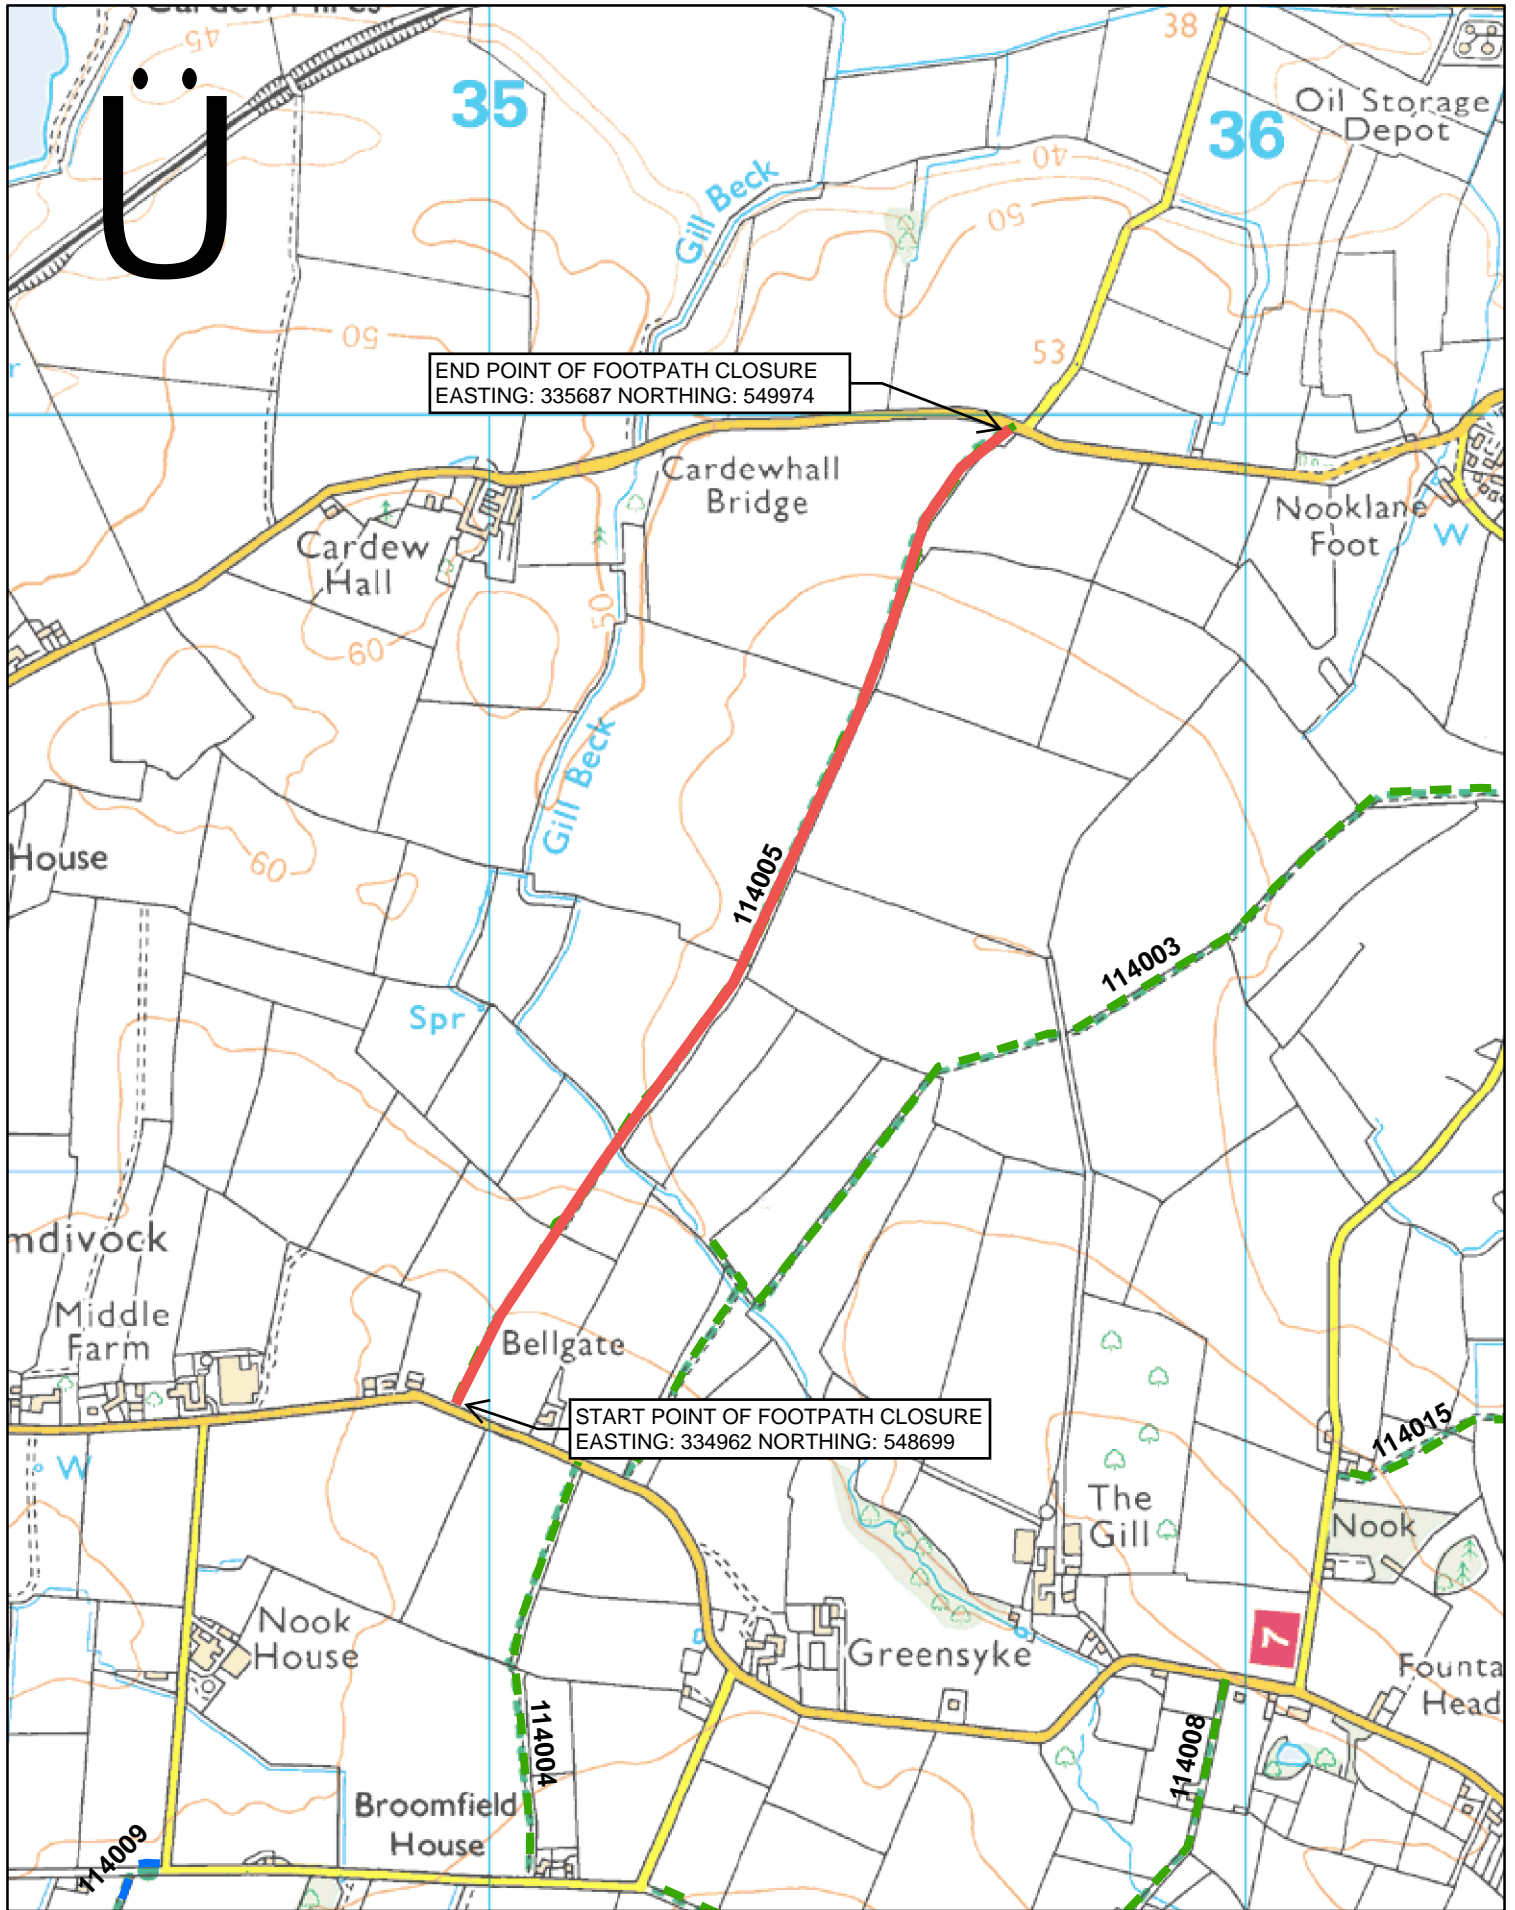 Ü
45
35
38
36
Oil Storage
Depot
40
Gill Beck
50
50
53
END POINT OF FOOTPATH CLOSURE
EASTING: 335687 NORTHING: 549974
Cardewhall
Bridge
Nooklane
Foot
W
Cardew
Hall
50
60
Gill Beck
House
60
114005
114003
Spr
mdivock
Middle
Farm
Bellgate
START POINT OF FOOTPATH CLOSURE
EASTING: 334962 NORTHING: 548699
114015
W
The
Gill
Nook
Nook
House
7
Greensyke
Founta
Head
114004
114008
Broomfield
House
114009